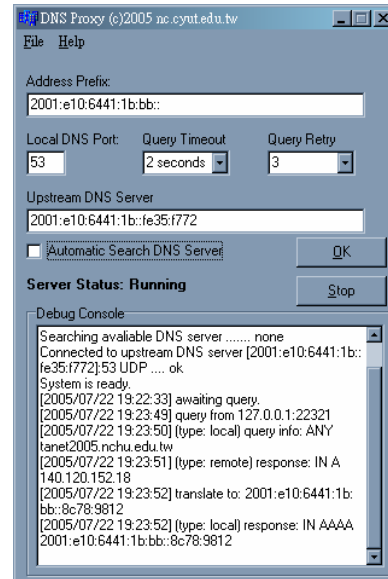 DNS Proxy (c)2005 nc.cyut.edu.tw
File Help
Address Prefix:
2001:e10:6441:1b:bb::
Local DNS Port: Query Timeout Query Retry
53 2 seconds 3
Upstream DNS Server
2001:e10:6441:1b::fe35:f772
Automatic Search DNS Server
OK
Server Status: Running
Stop
Debug Console
Searching avaliable DNS server ....... none
Connected to upstream DNS server [2001:e10:6441:1b::
fe35:f772]:53 UDP .... ok
System is ready.
[2005/07/22 19:22:33] awaiting query.
[2005/07/22 19:23:49] query from 127.0.0.1:22321
[2005/07/22 19:23:50] (type: local) query info: ANY
tanet2005.nchu.edu.tw
[2005/07/22 19:23:51] (type: remote) response: IN A
140.120.152.18
[2005/07/22 19:23:52] translate to: 2001:e10:6441:1b:
bb::8c78:9812
[2005/07/22 19:23:52] (type: local) response: IN AAAA
2001:e10:6441:1b:bb::8c78:9812